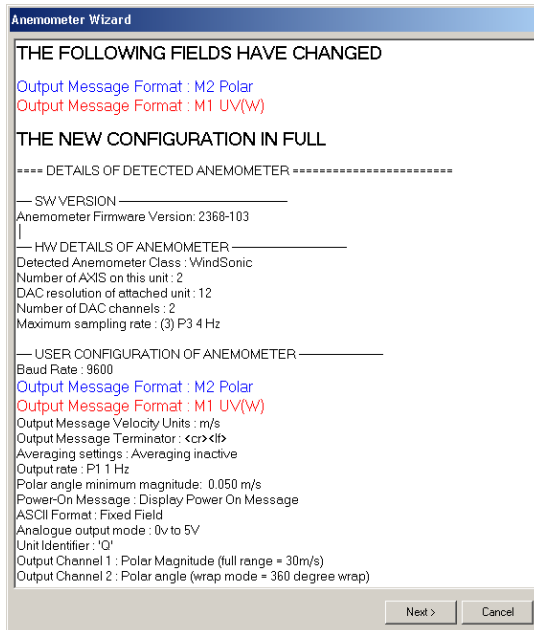 Anemometer Wizard
THE FOLLOWING FIELDS HAVE CHANGED
Output Message Format : M2 Polar
Output Message Format : M1 UV(W)
THE NEW CONFIGURATION IN FULL
==== DETAILS OF DETECTED ANEMOMETER ========================
— SW VERSION ————————————
Anemometer Firmware Version: 2368-103
— HW DETAILS OF ANEMOMETER ————————
Detected Anemometer Class : WindSonic
Number of AXIS on this unit : 2
DAC resolution of attached unit : 12
Number of DAC channels : 2
Maximum sampling rate : (3) P3 4 Hz
— USER CONFIGURATION OF ANEMOMETER ——————
Baud Rate : 9600
Output Message Format : M2 Polar
Output Message Format : M1 UV(W)
Output Message Velocity Units : m/s
Output Message Terminator : <cr><lf>
Averaging settings : Averaging inactive
Output rate : P1 1 Hz
Polar angle minimum magnitude: 0.050 m/s
Power-On Message : Display Power On Message
ASCII Format : Fixed Field
Analogue output mode : 0v to 5V
Unit Identifier : 'Q'
Output Channel 1 : Polar Magnitude (full range = 30m/s)
Output Channel 2 : Polar angle (wrap mode = 360 degree wrap)
Next >
Cancel